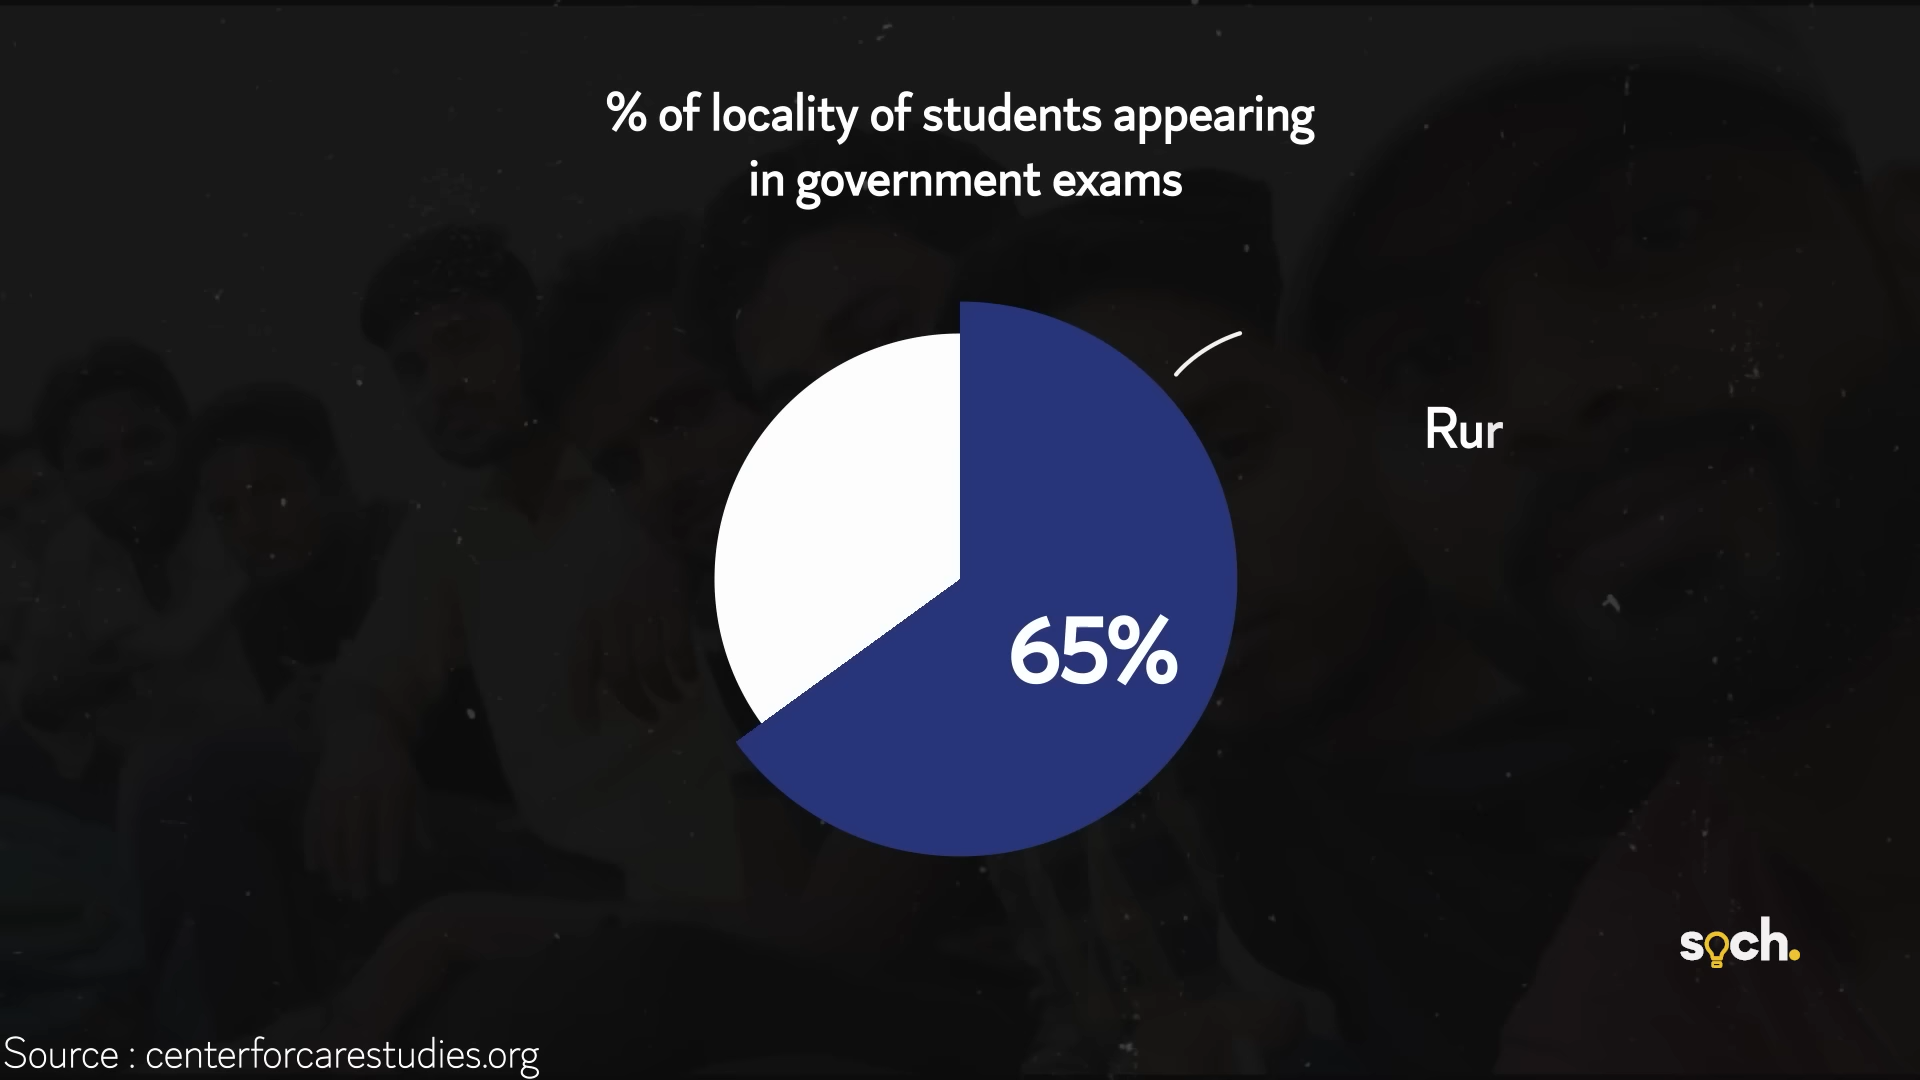 % of locality of students appearing
in government exams
Rur
65%
soch.
Source : centerforcarestudies.org